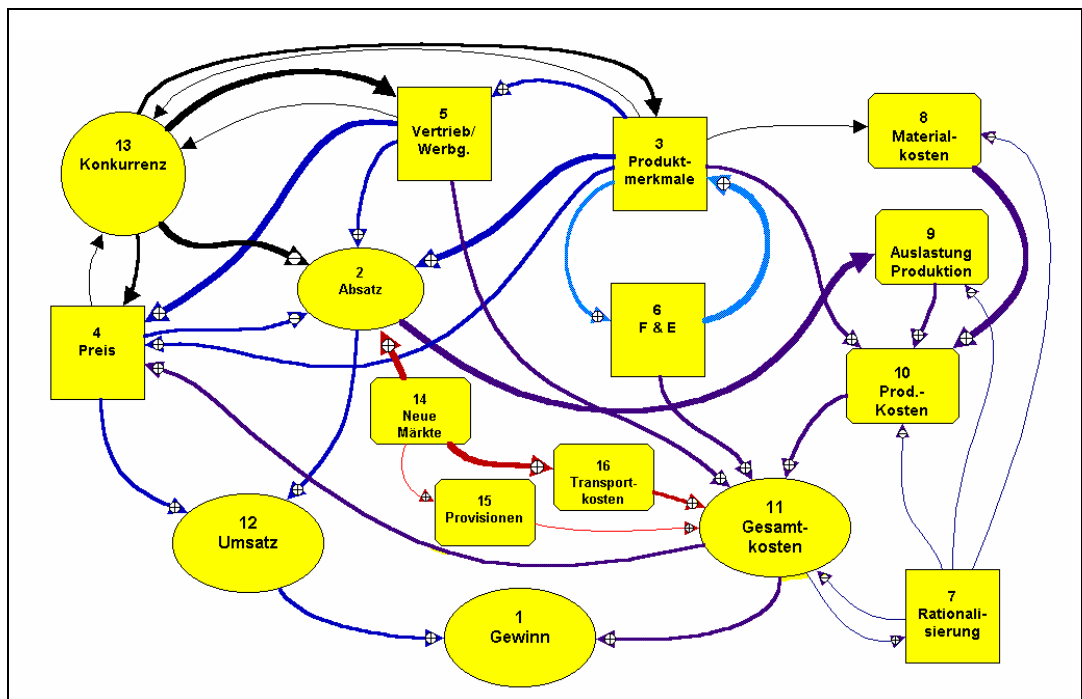 13
Konkurrenz
5
Vertrieb/
Werbg.
3
Produkt-
merkmale
8
Material-
kosten
9
Auslastung
Produktion
2
Absatz
4
Preis
6
F & E
10
Prod.-
Kosten
14
Neue
Märkte
16
Transport-
kosten
15
Provisionen
11
Gesamt-
kosten
12
Umsatz
7
Rationali-
sierung
1
Gewinn